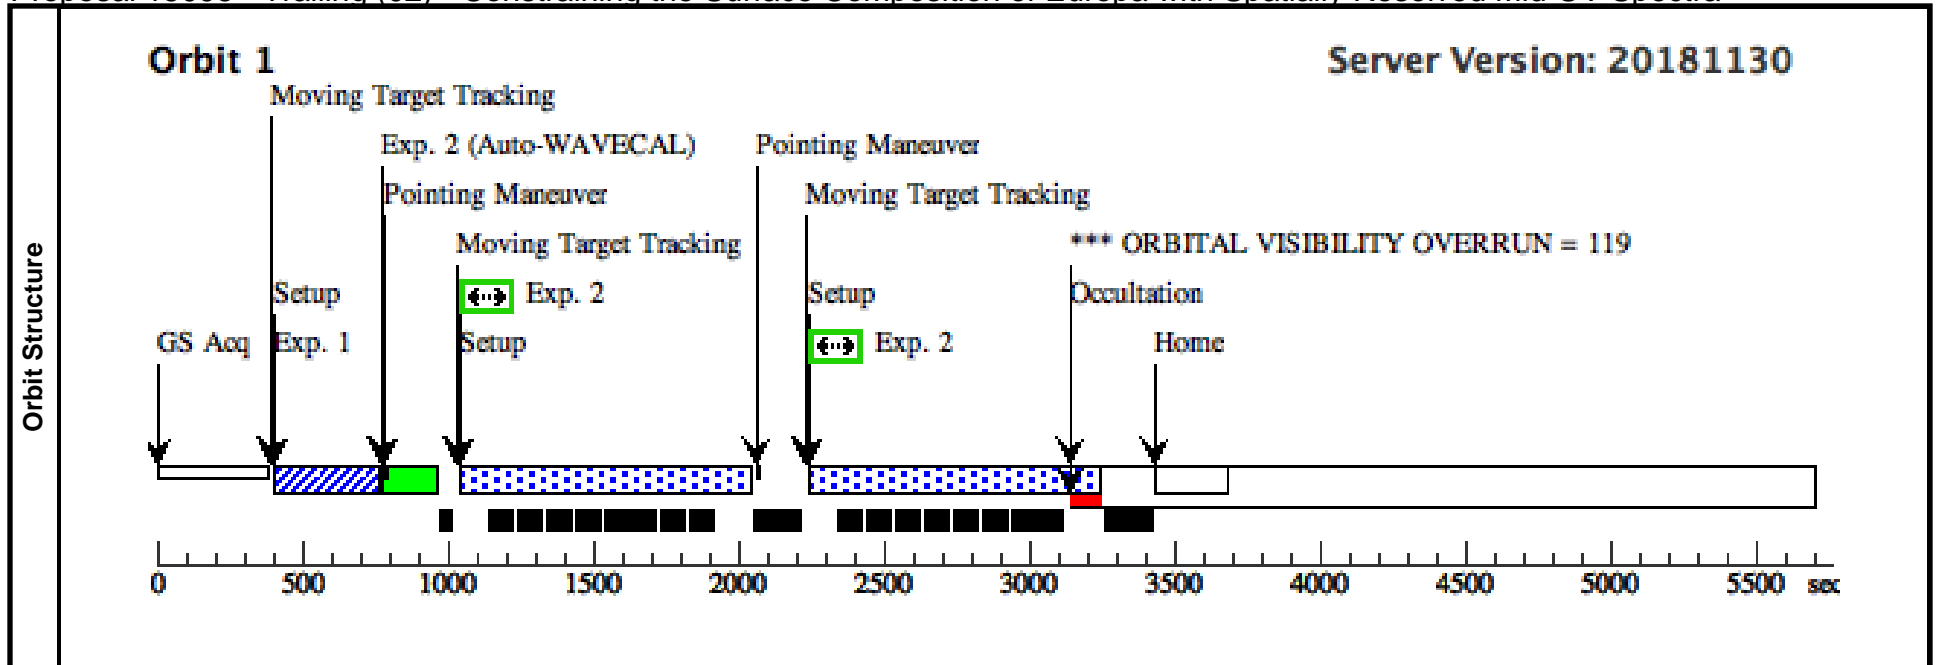 Orbit 1
Server Version: 20181130
Moving Target Tracking
Exp. 2 (Auto-WAVECAL)
Pointing Maneuver
Pointing Maneuver
Moving Target Tracking
Moving Target Tracking
*** ORBITAL VISIBILITY OVERRUN = 119
Setup
Exp. 2
Setup
Occultation
GS Acq
Exp. 1
Setup
Exp. 2
Home
Orbit Structure
0 500 1000 1500 2000 2500 3000 3500 4000 4500 5000 5500 sec